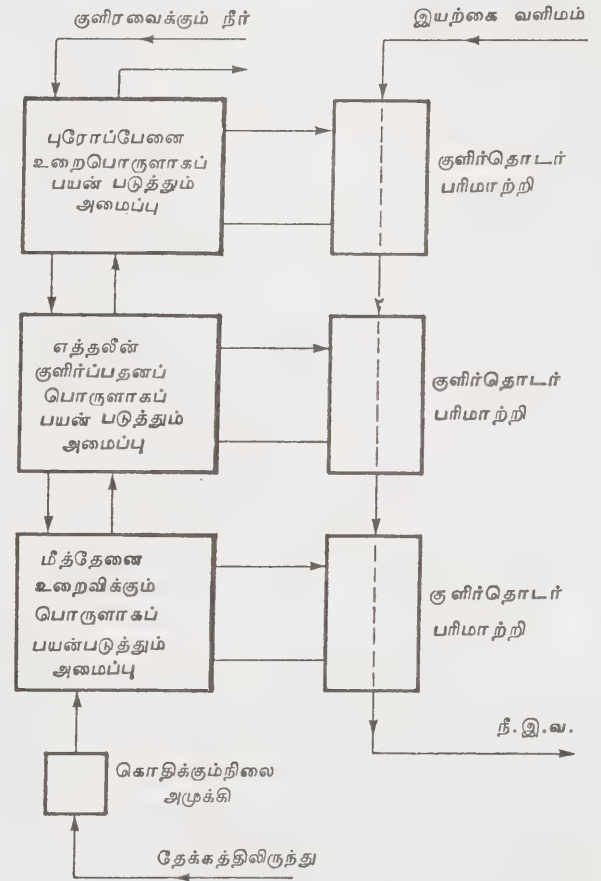 குளிரவைக்கும் நீர்
இயற்கை வளிமம்
புரோப்பேனை
உறைபொருளாகப்
பயன் படுத்தும்
அமைப்பு
குளிர்தொடர்
பரிமாற்றி
எத்தலீன்
குளிர்ப்பதனப்
பொருளாகப்
பயன் படுத்தும்
அமைப்பு
குளிர்தொடர்
பரிமாற்றி
மீத்தேனை
உறைவிக்கும்
பொருளாகப்
பயன்படுத்தும்
அமைப்பு
குளிர்தொடர்
பரிமாற்றி
நீ.இ.வ.
கொதிக்கும்நிலை
அமுக்கி
தேக்கத்திலிருந்து